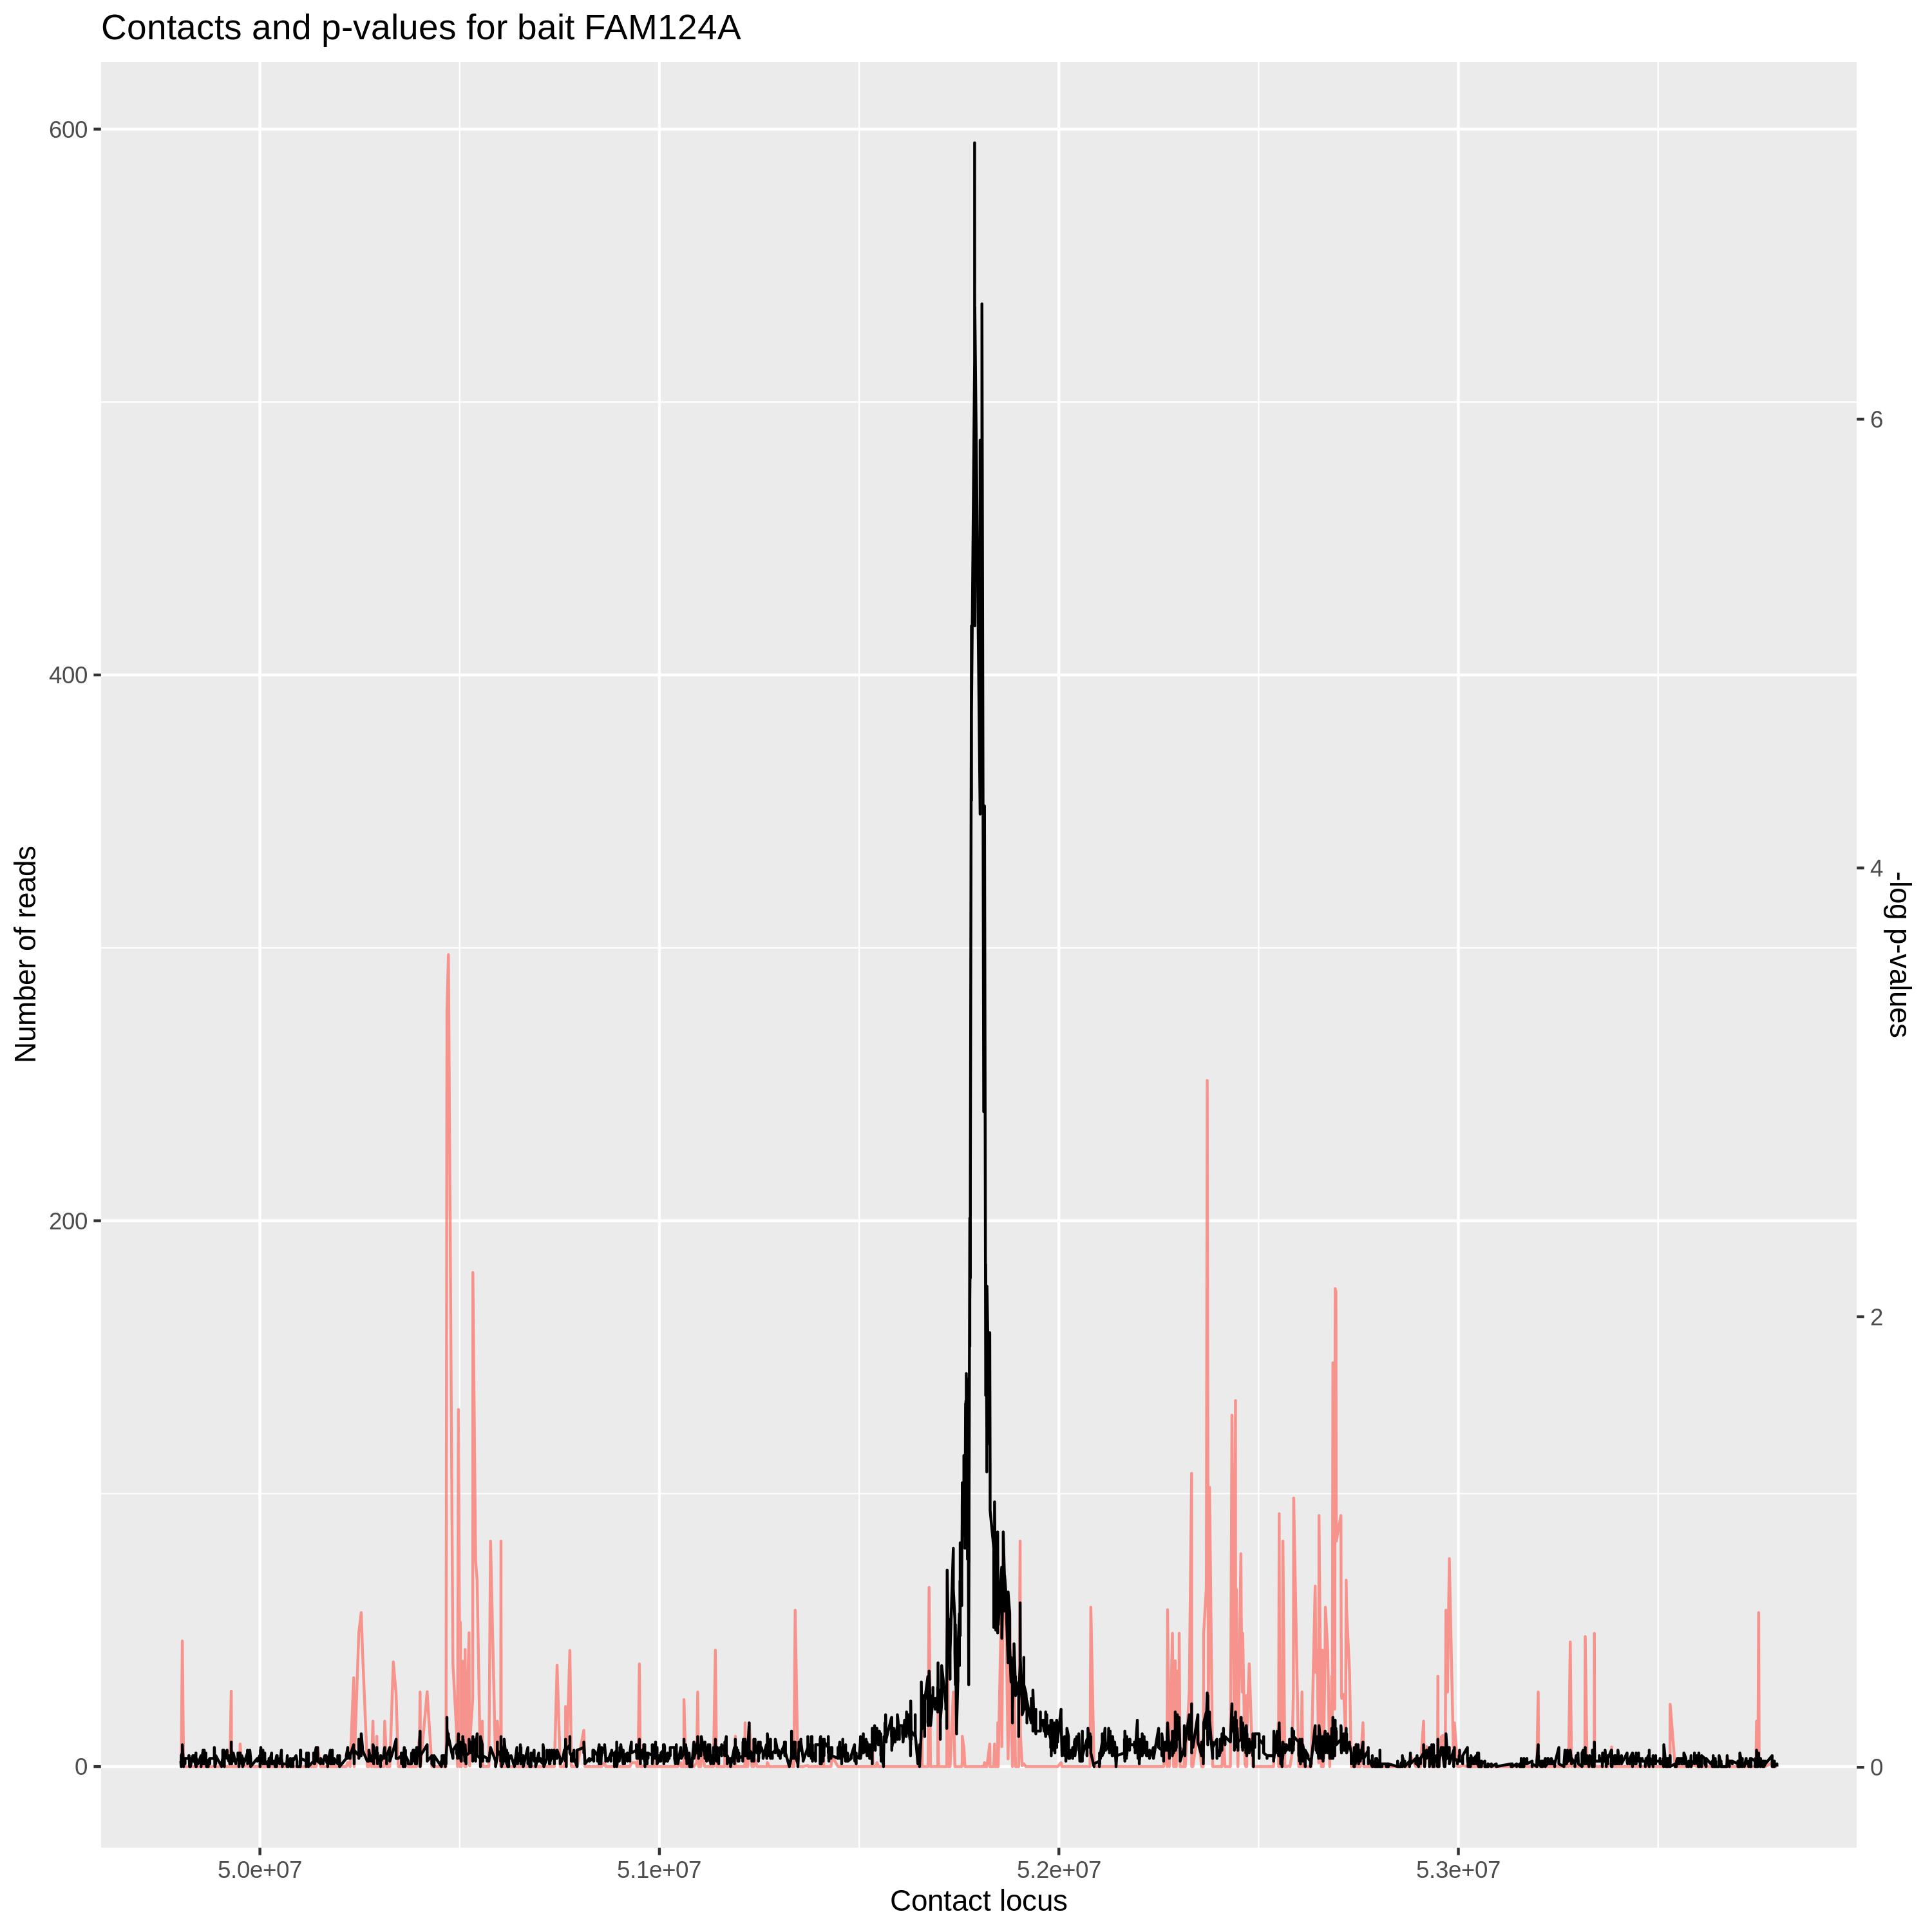 Contacts and p-values for bait FAM124A
600
400
200
0
Number of reads
6
4
2
0
-log p-values
5.0e+07
5.1e+07
5.2e+07
5.3e+07
Contact locus